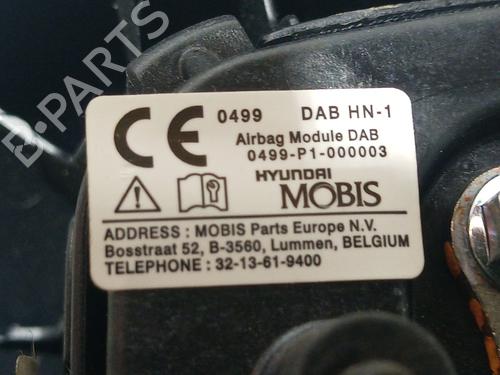 B-PARTS
CE 0499 DAB HN-1
Airbag Module DAB
0499-P1-000003
HYUNDAI
MOBIS
ADDRESS : MOBIS Parts Europe N.V.
Bosstraat 52, B-3560, Lummen, BELGIUM
TELEPHONE : 32-13-61-9400